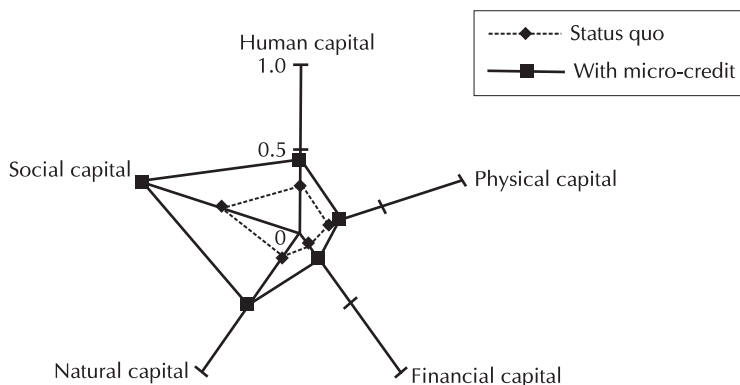 Human capital
1.0
Status quo
With micro-credit
0.5
Social capital
Physical capital
0
Natural capital
Financial capital